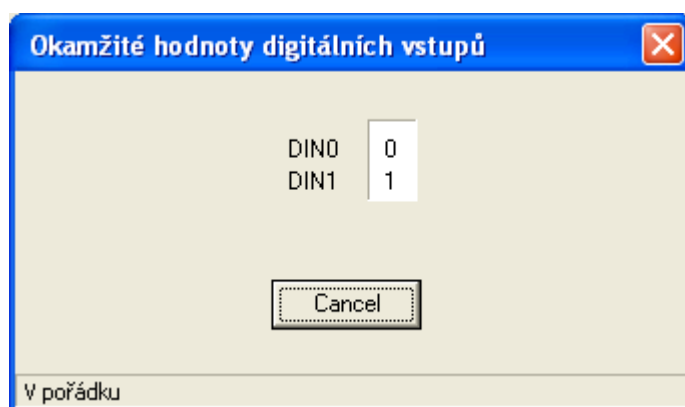 Okamžité hodnoty digitálních vstupů
DIN0 0
DIN1 1
Cancel
V pořádku